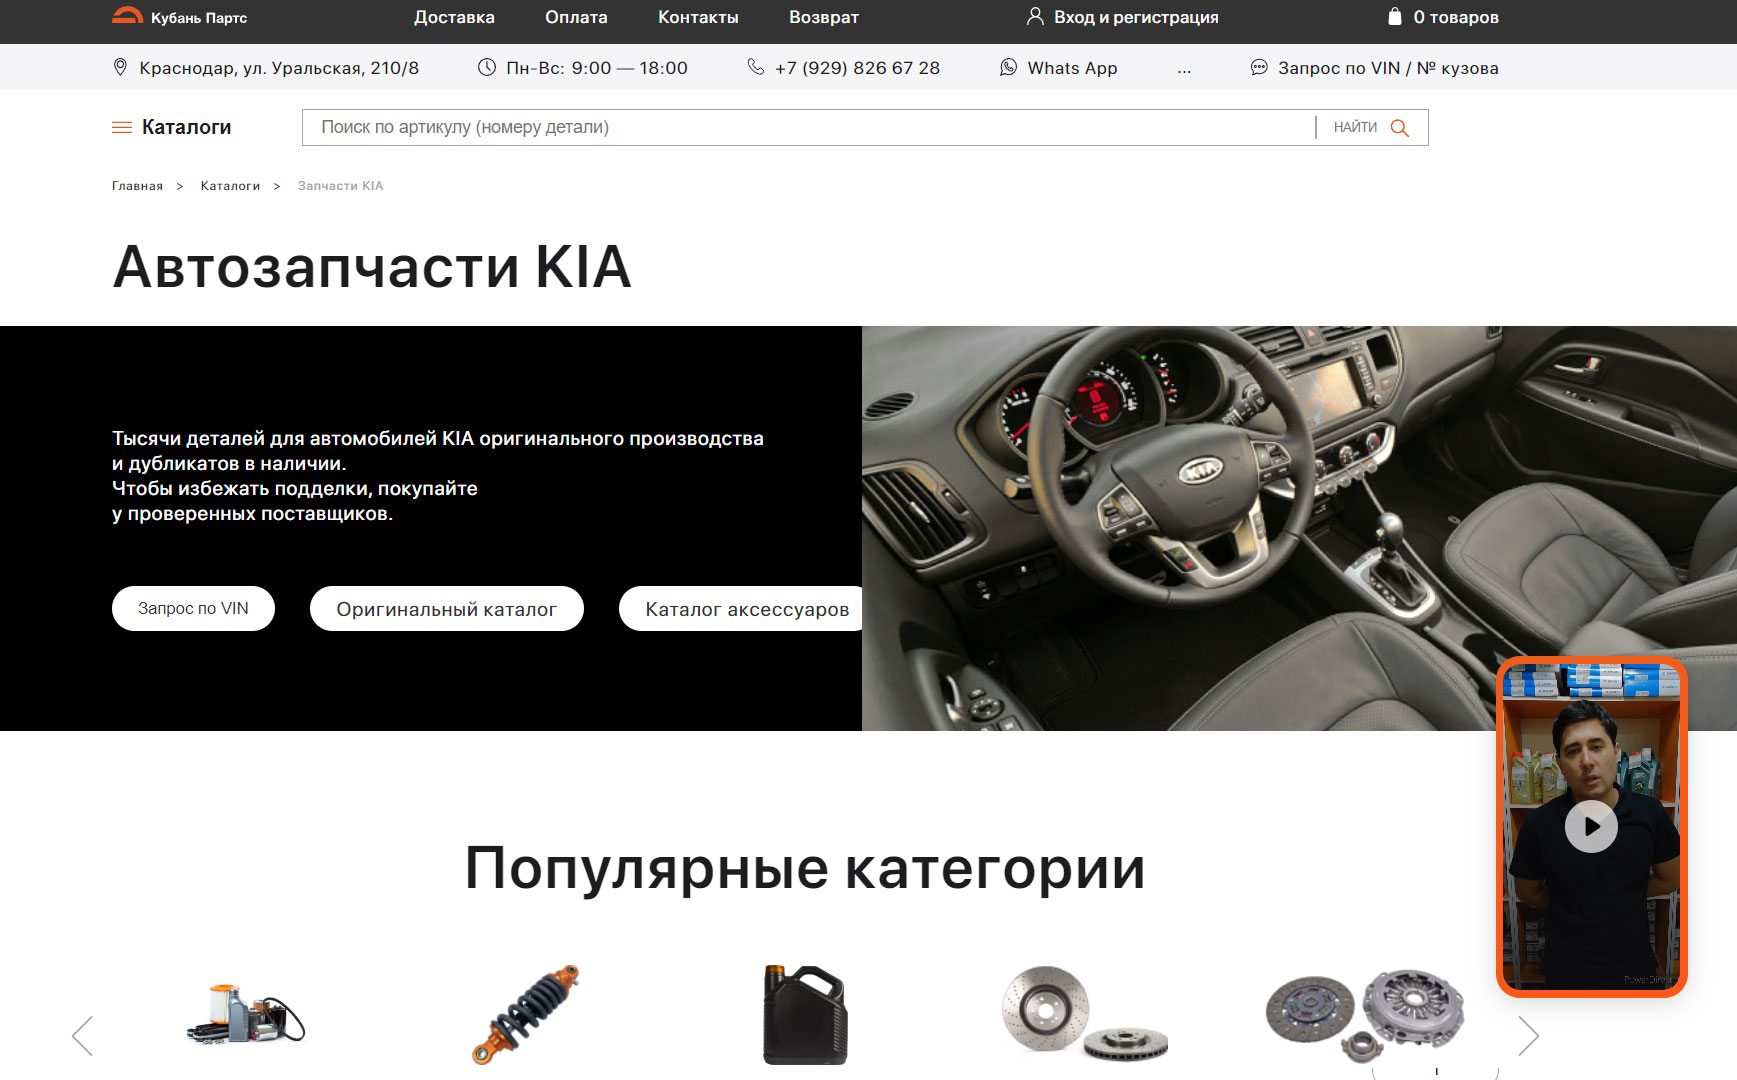 Кубань Партс
Доставка
Оплата
Контакты
Возврат
Вход и регистрация
0 товаров
Краснодар, ул. Уральская, 210/8
Пн-Вс: 9:00 — 18:00
+7 (929) 826 67 28
Whats App
...
Запрос по VIN / № кузова
Каталоги
Поиск по артикулу (номеру детали)
НАЙТИ
Главная > Каталоги > Запчасти KIA
Автозапчасти KIA
Тысячи деталей для автомобилей KIA оригинального производства
и дубликатов в наличии.
Чтобы избежать подделки, покупайте
у проверенных поставщиков.
Запрос по VIN
Оригинальный каталог
Каталог аксессуаров
KIA
Популярные категории